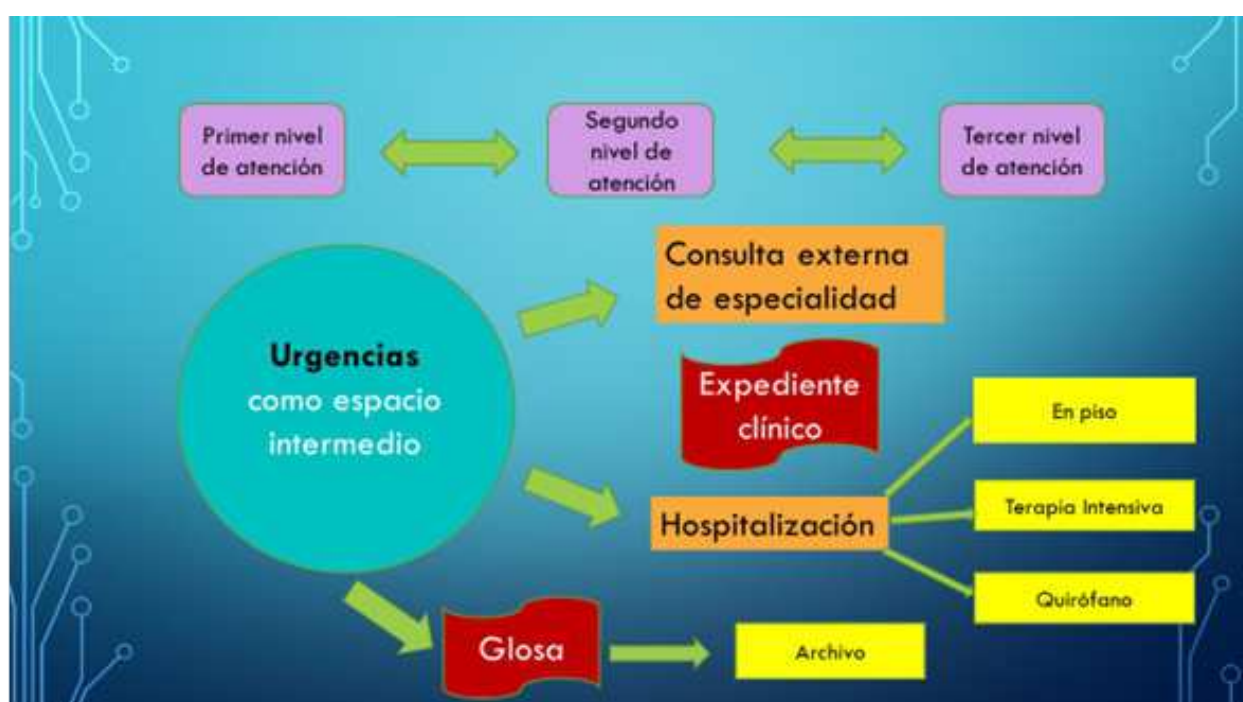 Primer nivel
de atención
Segundo
nivel de
atención
Tercer nivel
de atención
Consulta externa
de especialidad
Urgencias
como espacio
intermedio
Expediente
clínico
En piso
Hospitalización
Terapia Intensiva
Quirófano
Glosa
Archivo